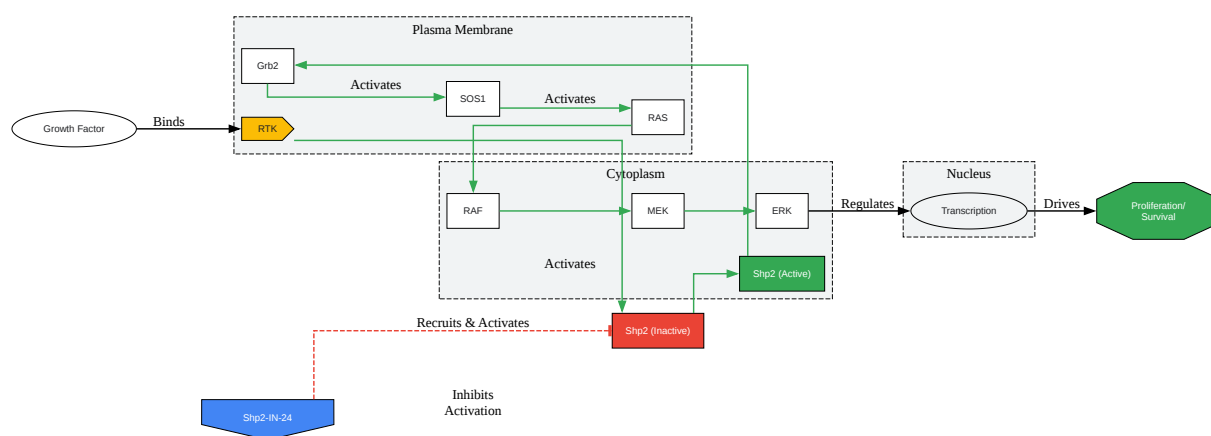 Plasma Membrane
Grb2
Activates
SOS1
Activates
RAS
Growth Factor
Binds
RTK
Cytoplasm
Nucleus
RAF
MEK
ERK
Regulates
Transcription
Drives
Proliferation/
Survival
Activates
Shp2 (Active)
Recruits & Activates
Shp2 (Inactive)
Inhibits
Activation
Shp2-IN-24